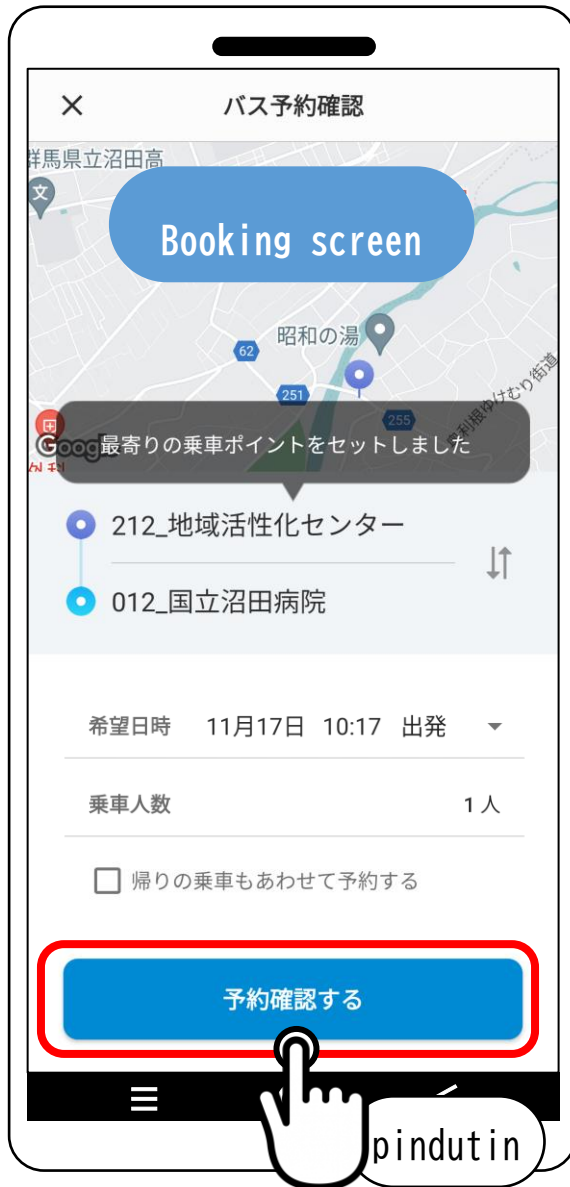 バス予約確認
群馬県立沼田高
文
Booking screen
昭和の湯
62
251
255
利根ゆけむり街道
Google
外科
最寄りの乗車ポイントをセットしました
212_地域活性化センター
012_国立沼田病院
希望日時 11月17日 10:17 出発
乗車人数 1人
帰りの乗車もあわせて予約する
予約確認する
pindutin